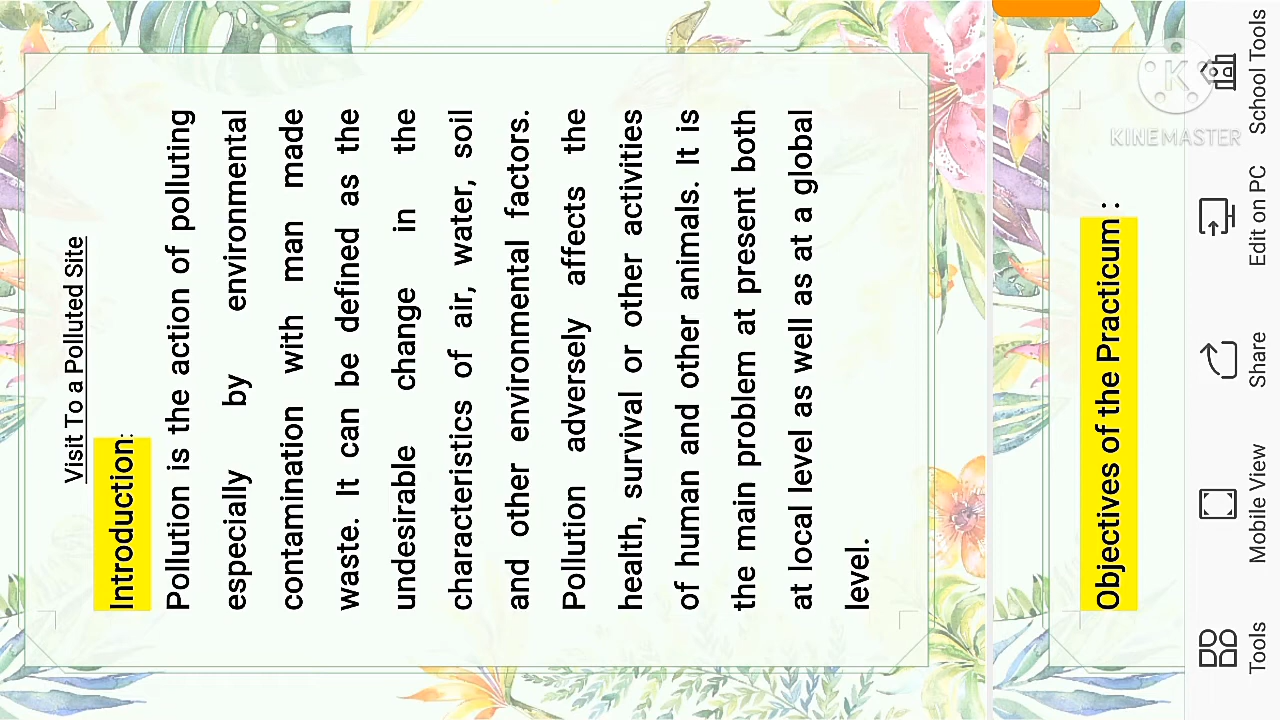 Visit To a Polluted Site
Introduction:
Pollution is the action of polluting
especially by environmental
contamination with man made
waste. It can be defined as the
undesirable change in the
characteristics of air, water, soil
and other environmental factors.
Pollution adversely affects the
health, survival or other activities
of human and other animals. It is
the main problem at present both
at local level as well as at a global
level.
Objectives of the Practicum :
Tools
Mobile View
Share
Edit on PC
School Tools
K
KINEMASTER